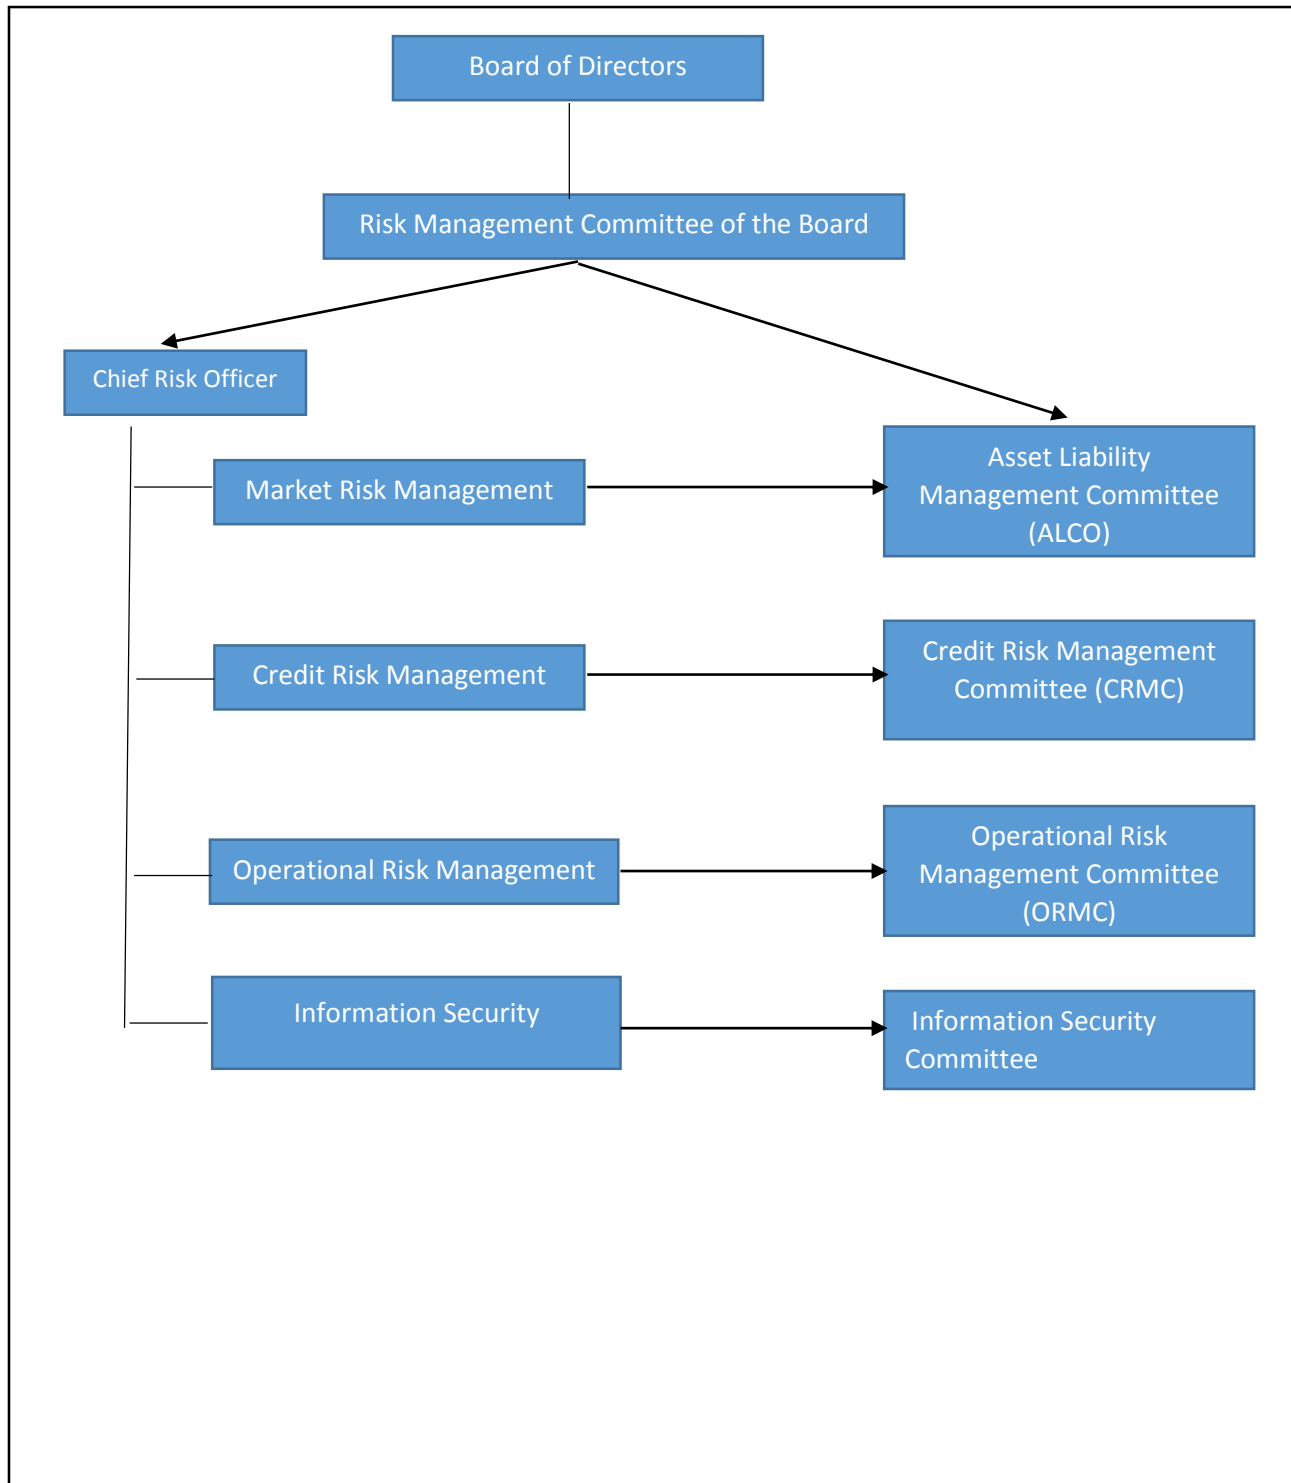 Board of Directors
Risk Management Committee of the Board
Chief Risk Officer
Market Risk Management
Asset Liability
Management Committee
(ALCO)
Credit Risk Management
Credit Risk Management
Committee (CRMC)
Operational Risk Management
Operational Risk
Management Committee
(ORMC)
Information Security
Information Security
Committee